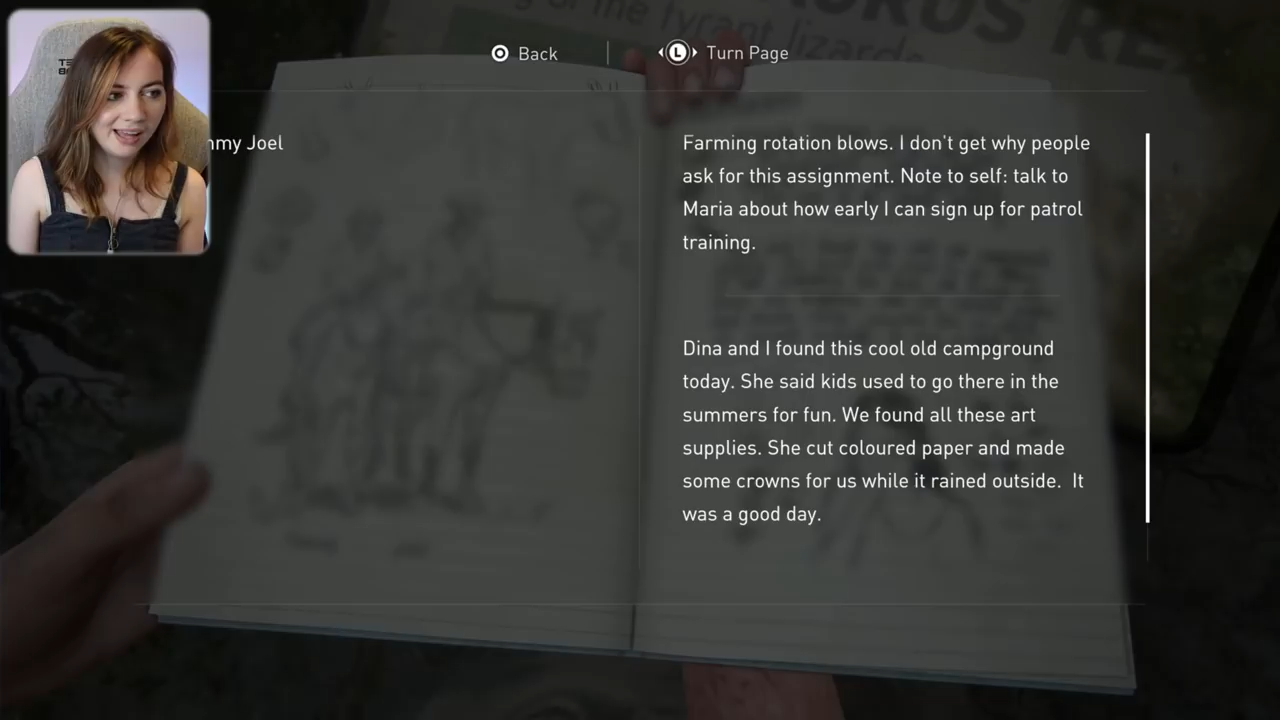 Back
Turn Page
mmy Joel
Farming rotation blows. I don't get why people
ask for this assignment. Note to self: talk to
Maria about how early I can sign up for patrol
training.
Dina and I found this cool old campground
today. She said kids used to go there in the
summers for fun. We found all these art
supplies. She cut coloured paper and made
some crowns for us while it rained outside.  It
was a good day.